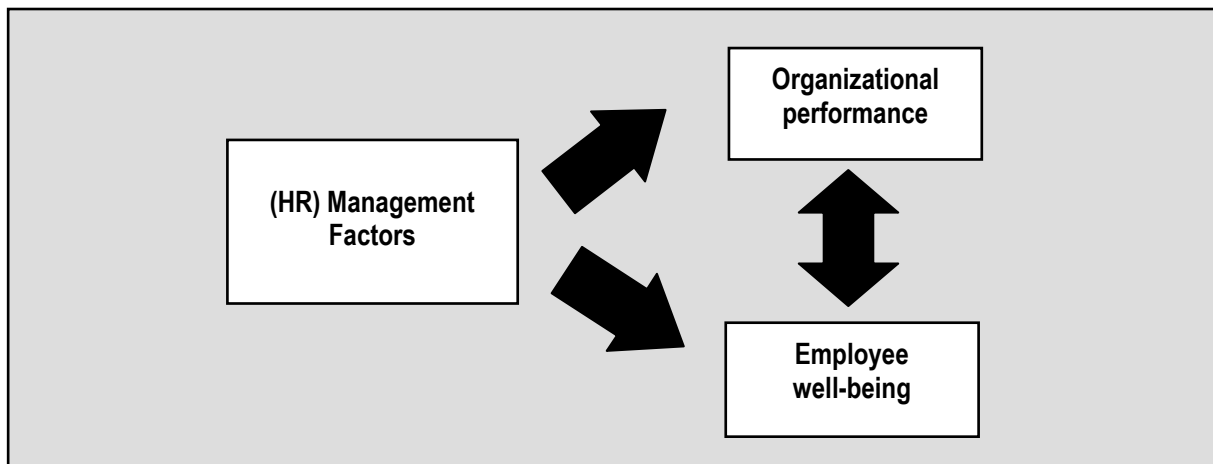 Organizational
performance
(HR) Management
Factors
Employee
well-being